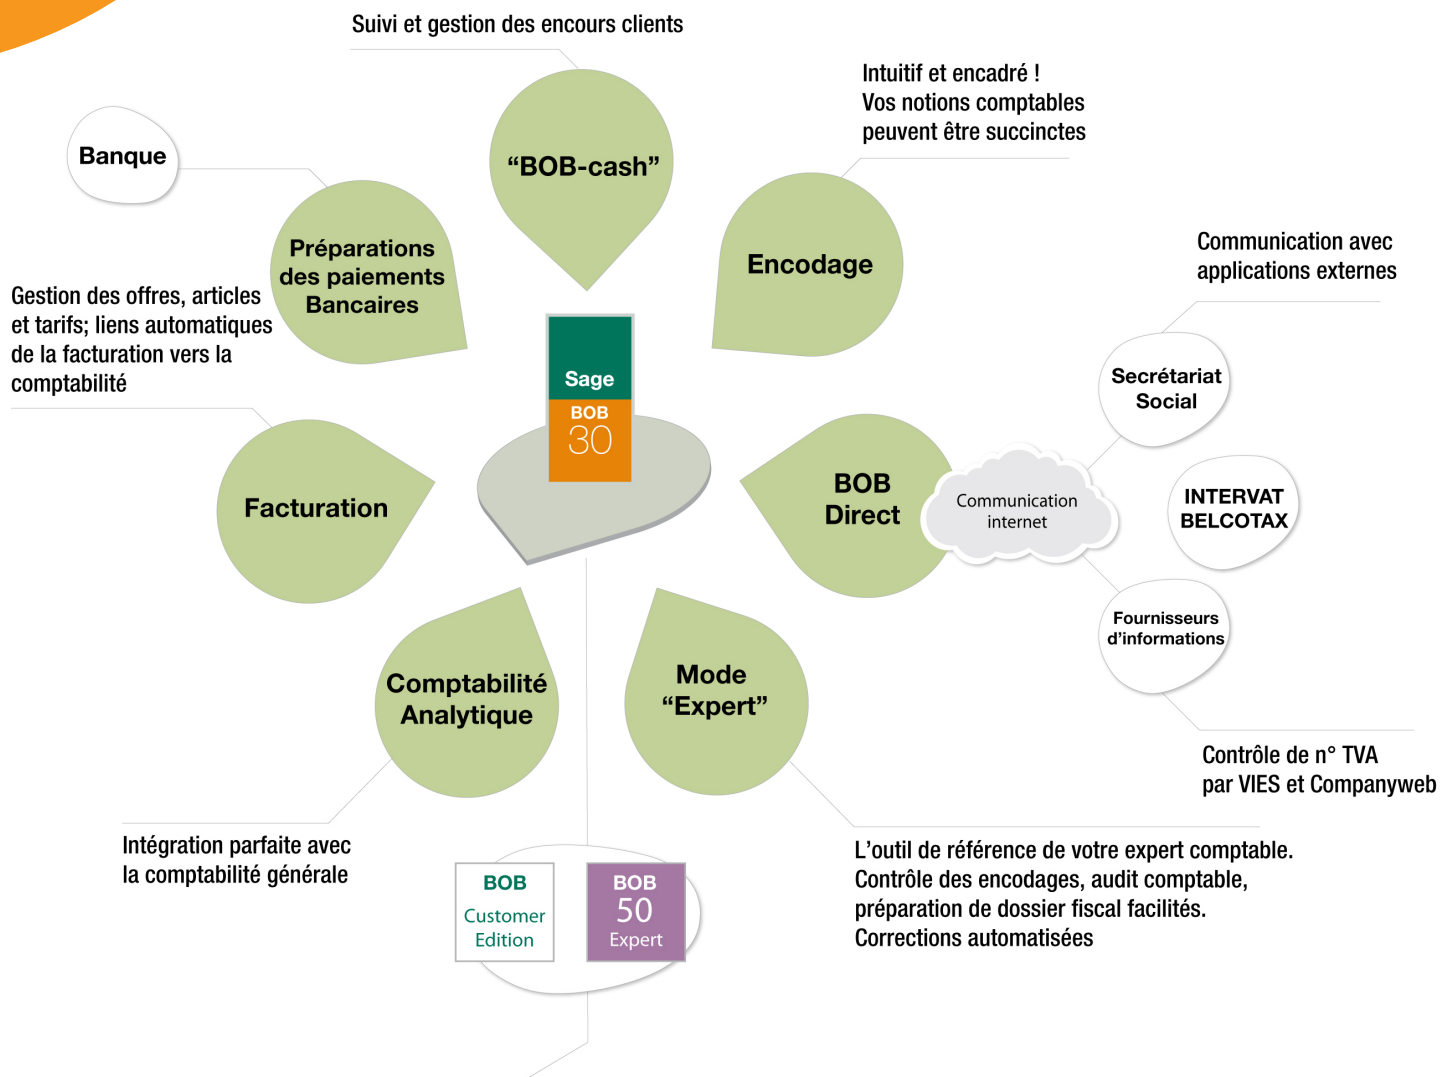 Suivi et gestion des encours clients
Intuitif et encadré !
Vos notions comptables
peuvent être succinctes
Banque
“BOB-cash”
Préparations
des paiements
Bancaires
Encodage
Communication avec
applications externes
Gestion des offres, articles
et tarifs; liens automatiques
de la facturation vers la
comptabilité
Sage
BOB
30
Secrétariat
Social
Facturation
BOB
Direct
Communication
internet
INTERVAT
BELCOTAX
Fournisseurs
d’informations
Comptabilité
Analytique
Mode
“Expert”
Contrôle de n° TVA
par VIES et Companyweb
Intégration parfaite avec
la comptabilité générale
L’outil de référence de votre expert comptable.
Contrôle des encodages, audit comptable,
préparation de dossier fiscal facilités.
Corrections automatisées
BOB
Customer
Edition
BOB
50
Expert